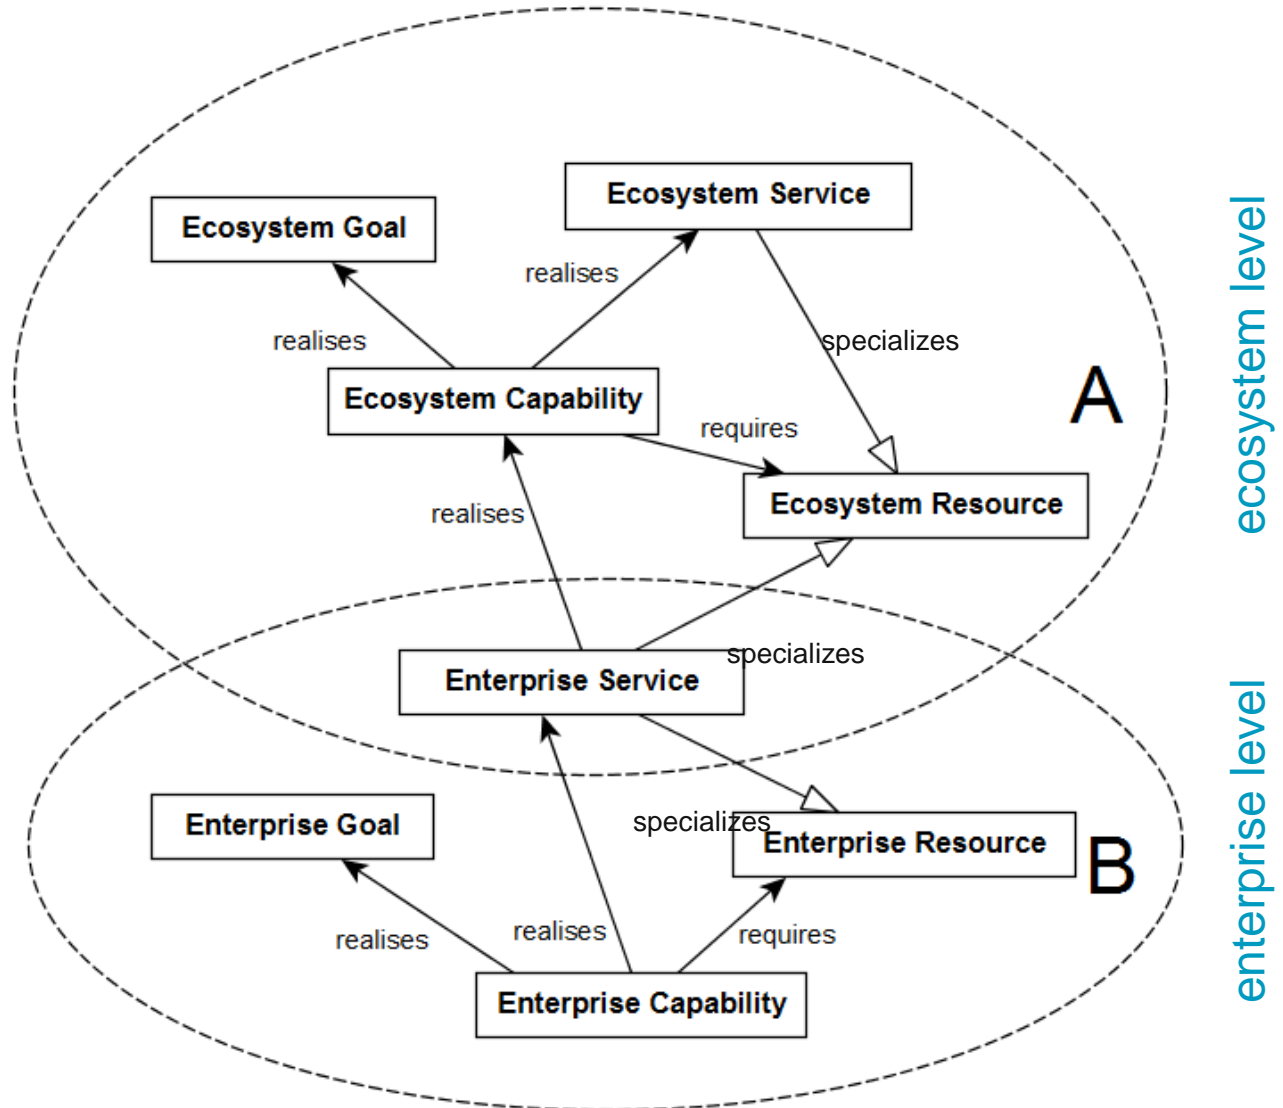 Ecosystem Service
Ecosystem Goal
realises
realises
specializes
Ecosystem Capability
A
requires
Ecosystem Resource
realises
ecosystem level
specializes
Enterprise Service
specializes
Enterprise Goal
Enterprise Resource
B
realises
realises
requires
enterprise level
Enterprise Capability